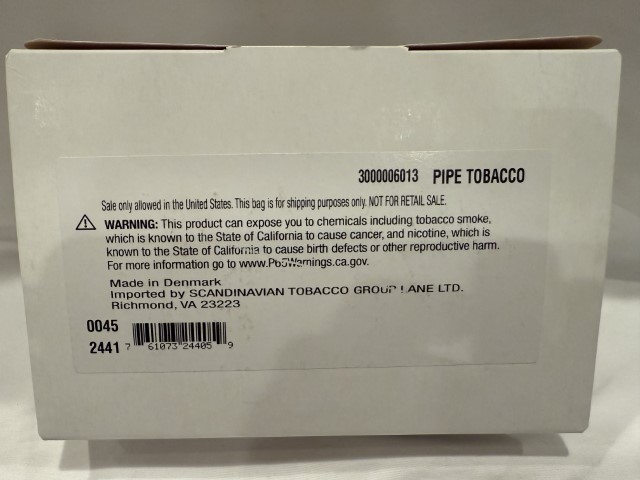 3000006013 PIPE TOBACCO
Sale only allowed in the United States. This bag is for shipping purposes only. NOT FOR RETAIL SALE.
WARNING: This product can expose you to chemicals including tobacco smoke,
which is known to the State of California to cause cancer, and nicotine, which is
known to the State of California to cause birth defects or other reproductive harm.
For more information go to www.P65Warnings.ca.gov.
Made in Denmark
Imported by SCANDINAVIAN TOBACCO GROUP LANE LTD.
Richmond, VA 23223
0045
2441 7 61073 24405 9